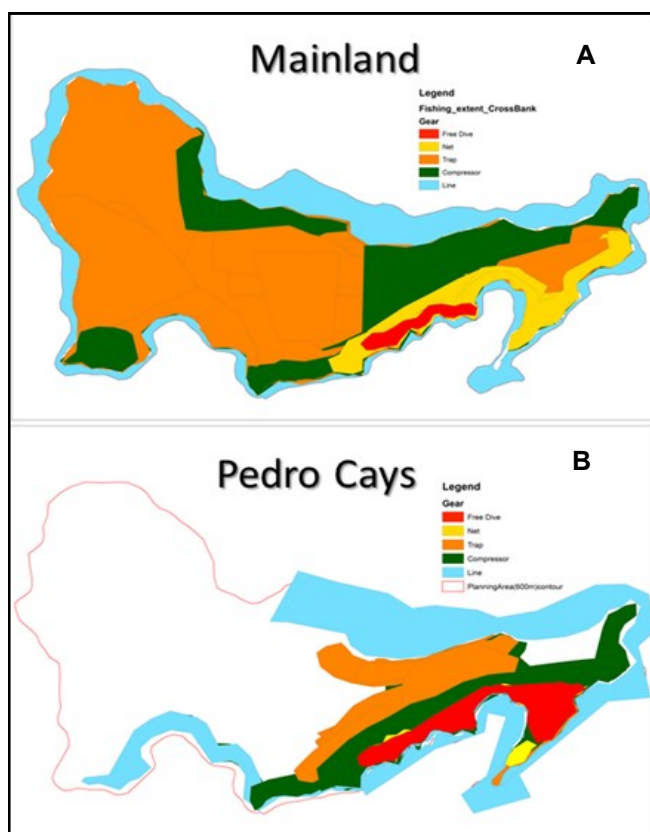 Mainland
A
Legend
Fishing_extent_CrossBank
Gear
Free Dive
Net
Trap
Compressor
Line
Pedro Cays
B
Legend
Gear
Free Dive
Net
Trap
Compressor
Line
PlanningArea(600m)contour